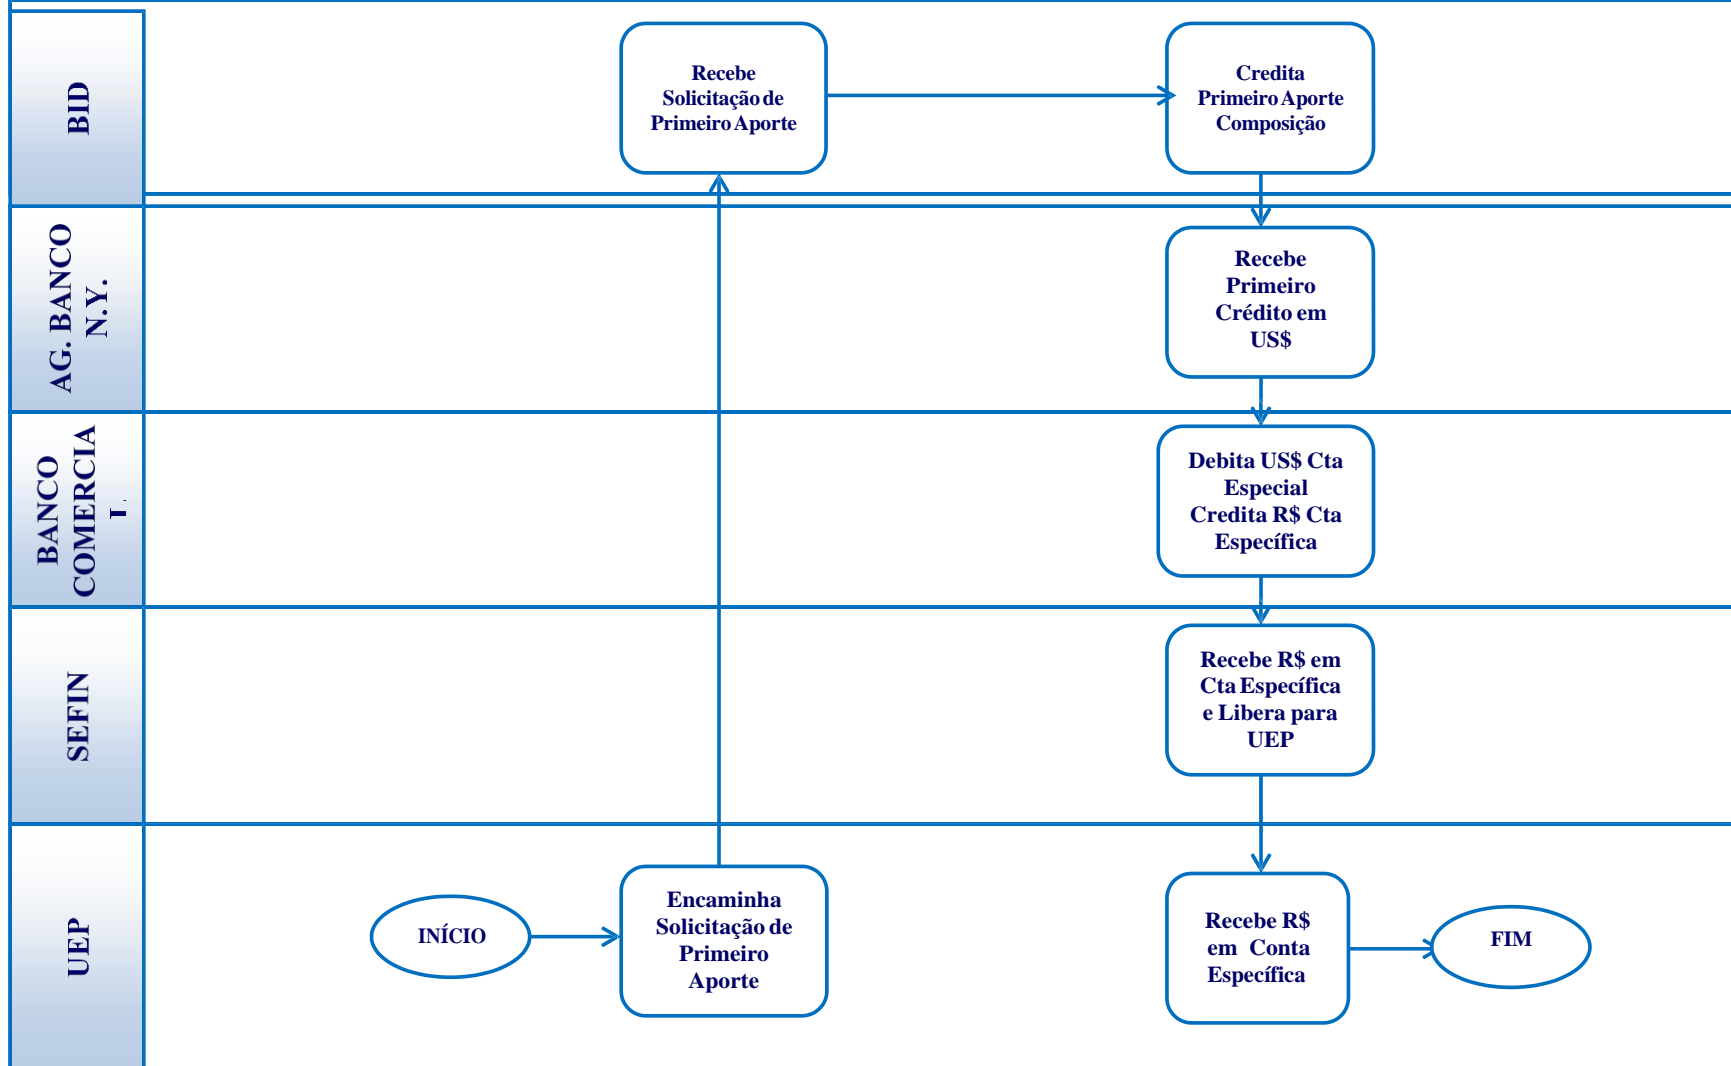 BID
Recebe
Solicitação de
Primeiro Aporte
Credita
Primeiro Aporte
Composição
AG. BANCO
N.Y.
Recebe
Primeiro
Crédito em
US$
BANCO
COMERCIA
L
Debita US$ Cta
Especial
Credita R$ Cta
Específica
SEFIN
Recebe R$ em
Cta Específica
e Libera para
UEP
UEP
INÍCIO
Encaminha
Solicitação de
Primeiro
Aporte
Recebe R$
em Conta
Específica
FIM